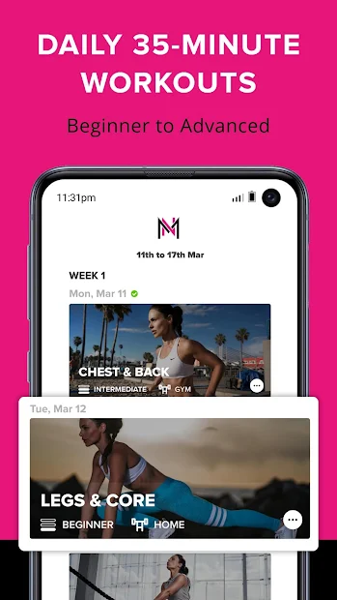 DAILY 35-MINUTE
WORKOUTS
Beginner to Advanced
11:31pm
11th to 17th Mar
WEEK 1
Mon, Mar 11
CHEST & BACK
INTERMEDIATE GYM
Tue, Mar 12
LEGS & CORE
BEGINNER HOME